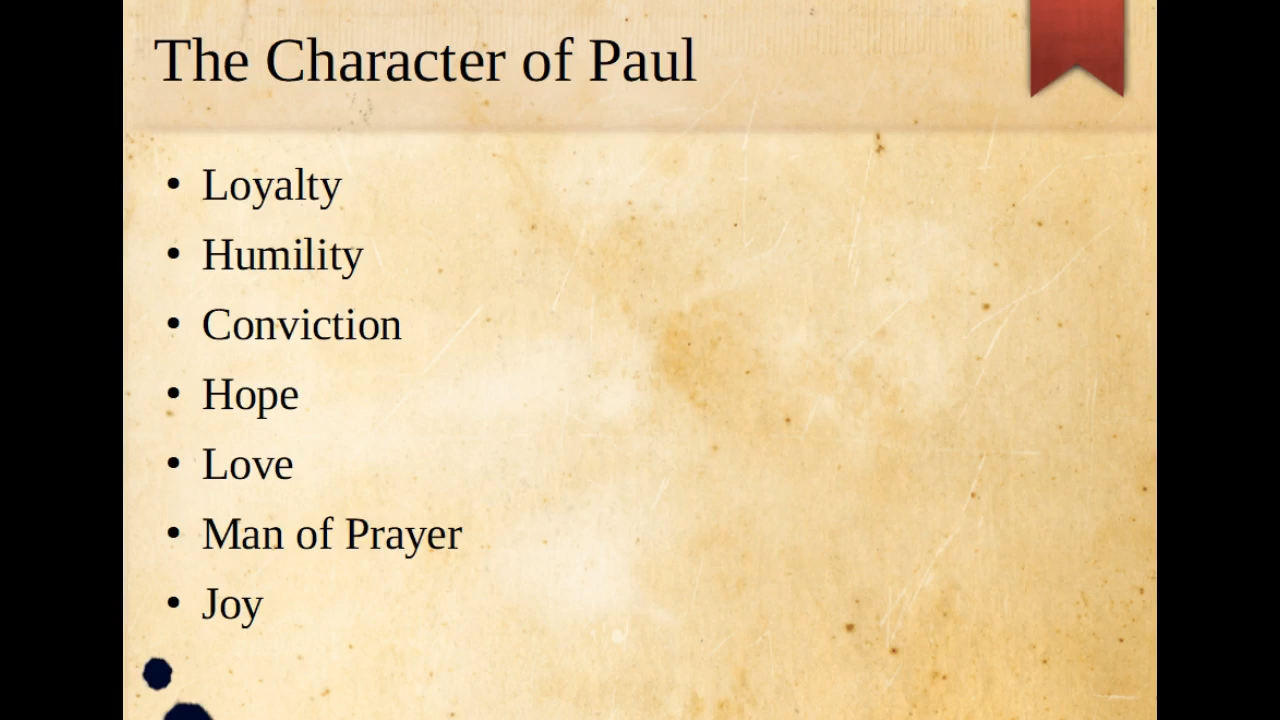 The Character of Paul
• Loyalty
• Humility
• Conviction
• Hope
• Love
• Man of Prayer
• Joy